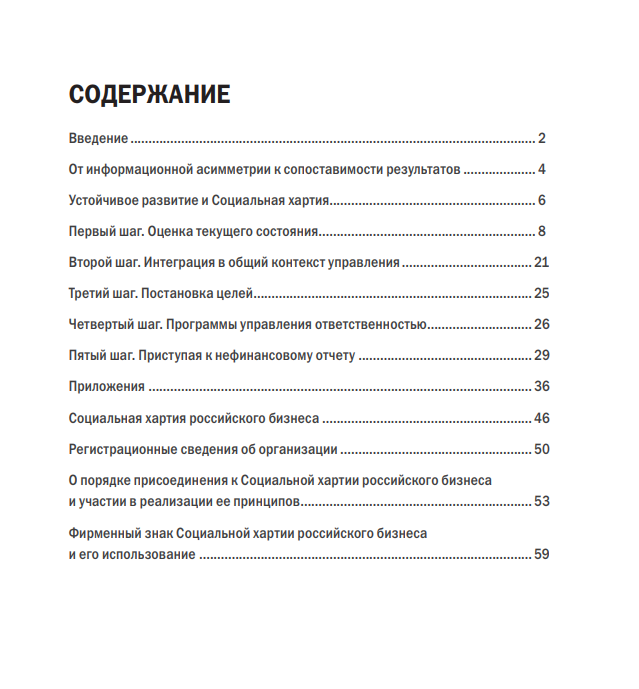 СОДЕРЖАНИЕ
Введение ........................................................................................................ 2
От информационной асимметрии к сопоставимости результатов ................... 4
Устойчивое развитие и Социальная хартия....................................................... 6
Первый шаг. Оценка текущего состояния.......................................................... 8
Второй шаг. Интеграция в общий контекст управления ................................... 21
Третий шаг. Постановка целей.......................................................................... 25
Четвертый шаг. Программы управления ответственностью............................ 26
Пятый шаг. Приступая к нефинансовому отчету .............................................. 29
Приложения ..................................................................................................... 36
Социальная хартия российского бизнеса ........................................................ 46
Регистрационные сведения об организации ................................................... 50
О порядке присоединения к Социальной хартии российского бизнеса
и участии в реализации ее принципов.............................................................. 53
Фирменный знак Социальной хартии российского бизнеса
и его использование ......................................................................................... 59